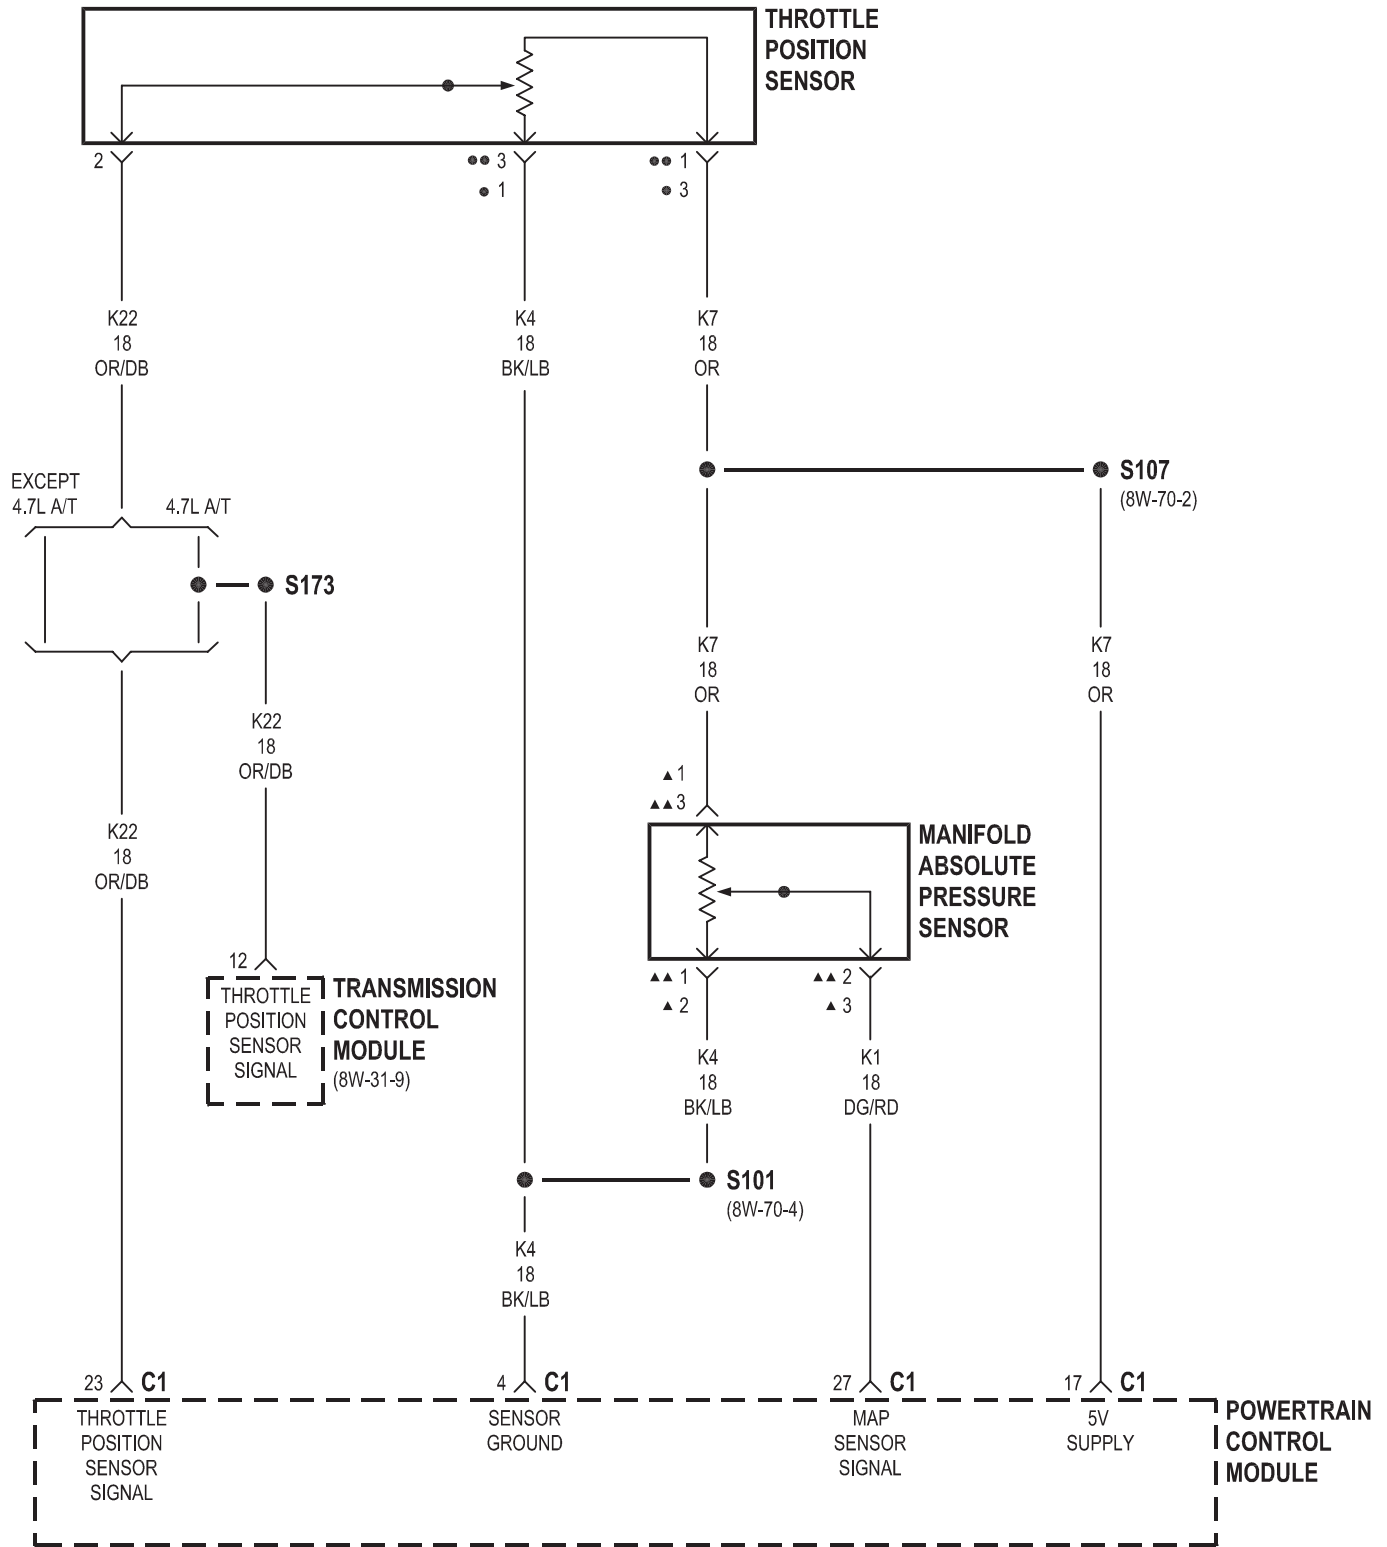 THROTTLE
POSITION
SENSOR
2
●● 3
● 1
●● 1
● 3
K22
18
OR/DB
K4
18
BK/LB
K7
18
OR
EXCEPT
4.7L A/T
4.7L A/T
S107
(8W-70-2)
S173
K7
18
OR
K7
18
OR
K22
18
OR/DB
▲ 1
▲▲ 3
K22
18
OR/DB
MANIFOLD
ABSOLUTE
PRESSURE
SENSOR
12
▲▲ 1
▲ 2
▲▲ 2
▲ 3
THROTTLE
POSITION
SENSOR
SIGNAL
TRANSMISSION
CONTROL
MODULE
(8W-31-9)
K4
18
BK/LB
K1
18
DG/RD
S101
(8W-70-4)
K4
18
BK/LB
23 C1
4 C1
27 C1
17 C1
THROTTLE
POSITION
SENSOR
SIGNAL
SENSOR
GROUND
MAP
SENSOR
SIGNAL
5V
SUPPLY
POWERTRAIN
CONTROL
MODULE